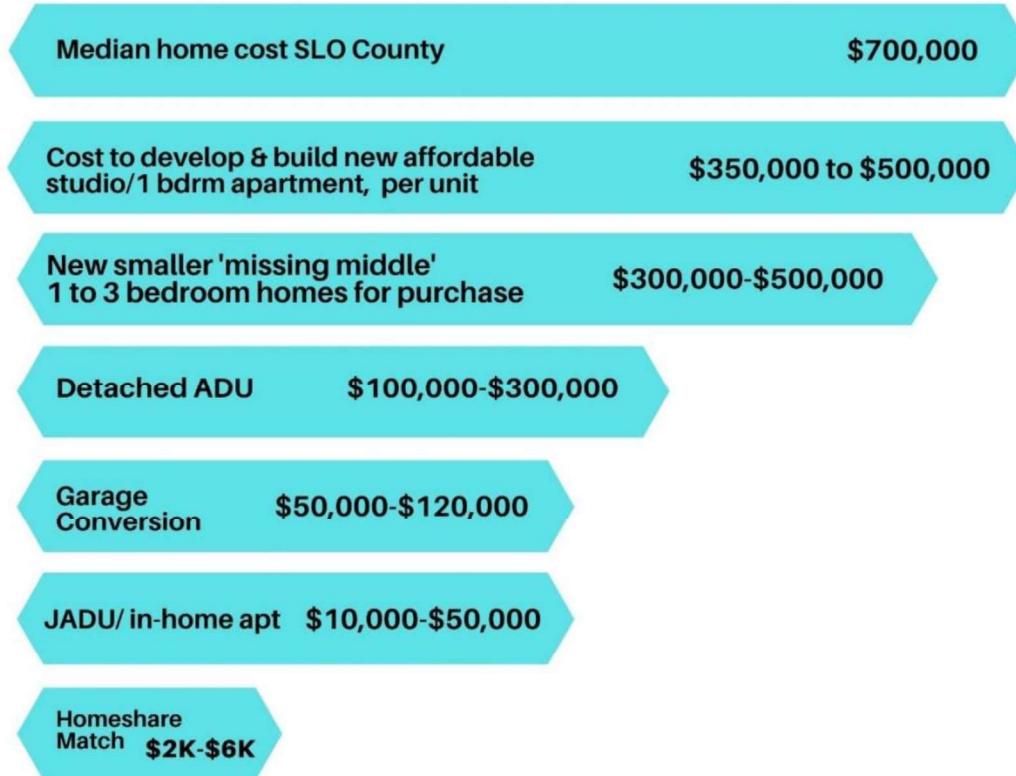 Median home cost SLO County $700,000
Cost to develop & build new affordable
studio/1 bdrm apartment, per unit
$350,000 to $500,000
New smaller 'missing middle'
1 to 3 bedroom homes for purchase
$300,000-$500,000
Detached ADU $100,000-$300,000
Garage
Conversion
$50,000-$120,000
JADU/ in-home apt $10,000-$50,000
Homeshare
Match $2K-$6K